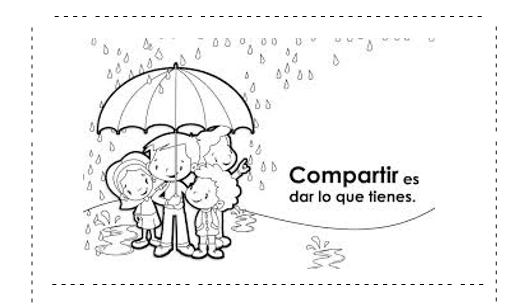 Compartir es
dar lo que tienes.